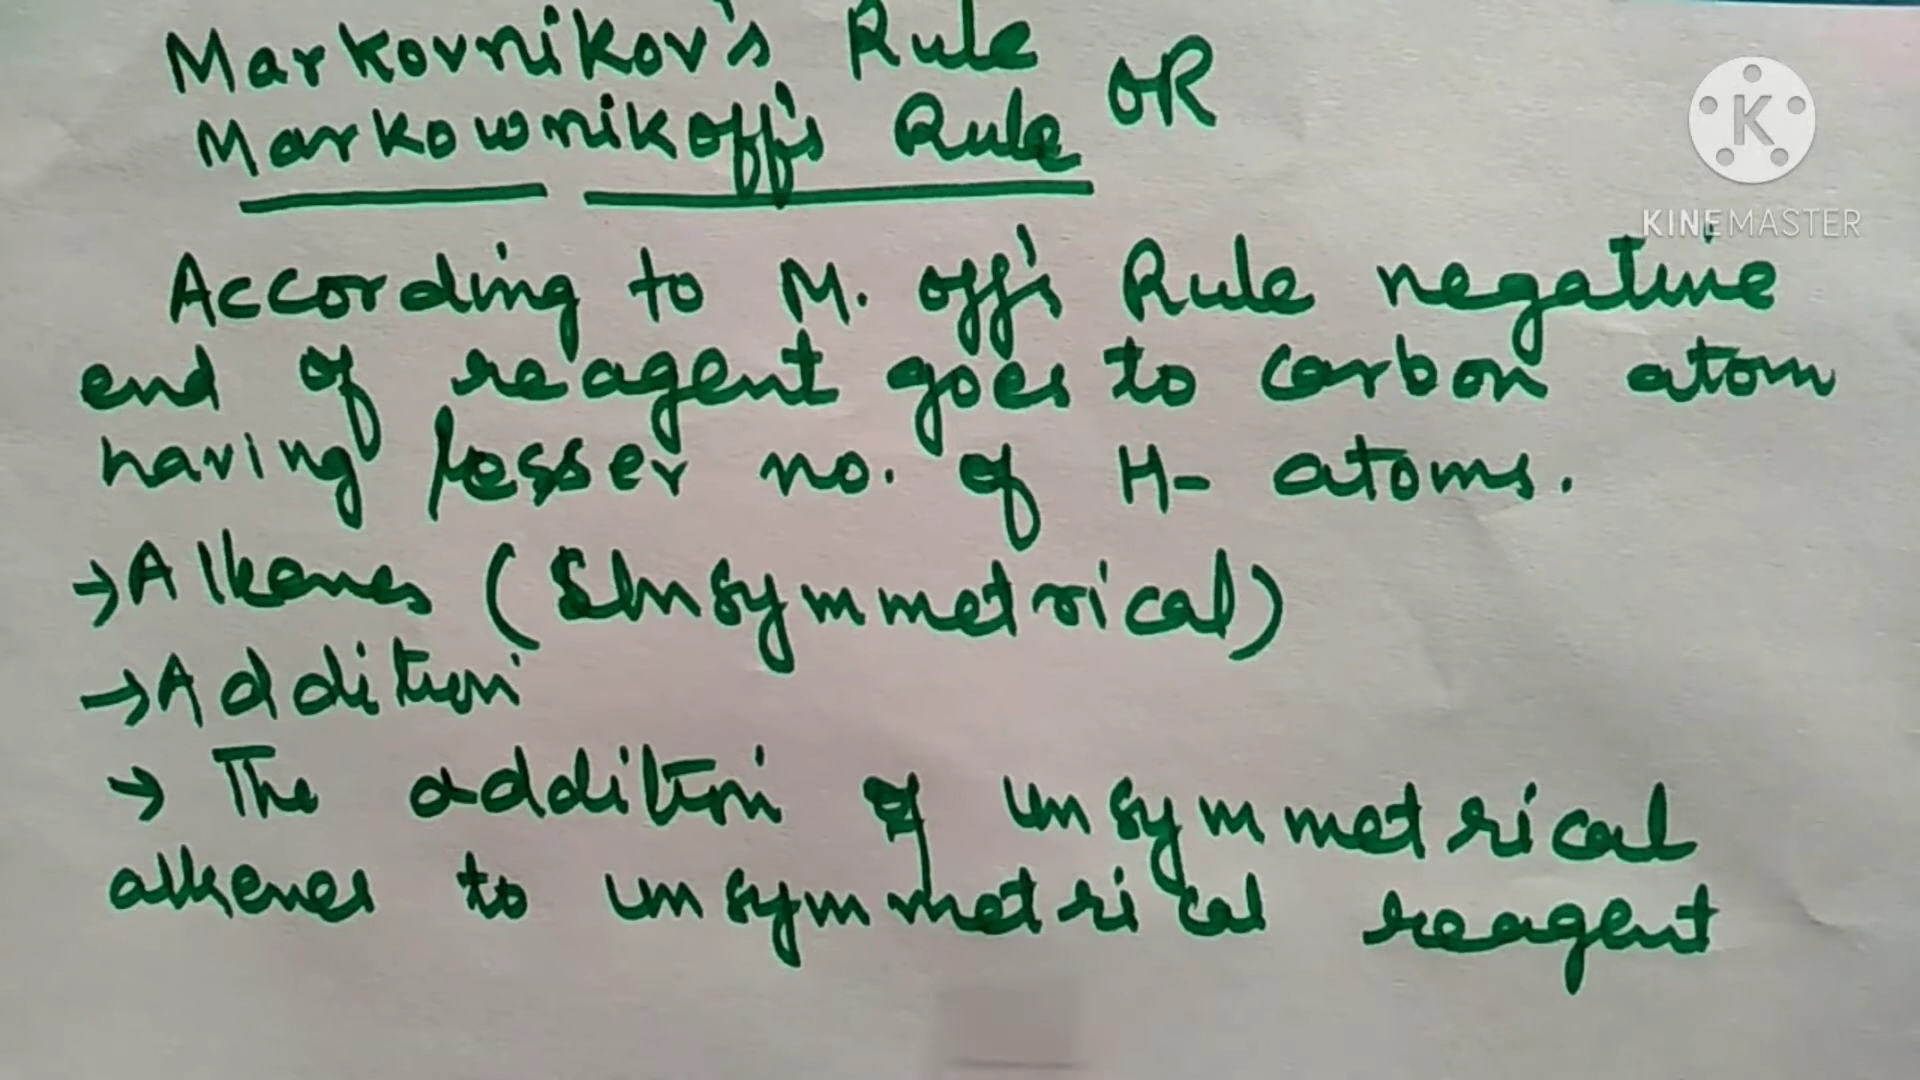 Markovnikov's Rule
OR
Markownikoff's Rule
K
KINEMASTER
According to M. off's Rule negative
end of reagent goes to carbon atom
having lesser no. of H- atoms.
→ Alkenes (Unsymmetrical)
→ Addition
→ The addition of unsymmetrical
alkenes to unsymmetrical reagent